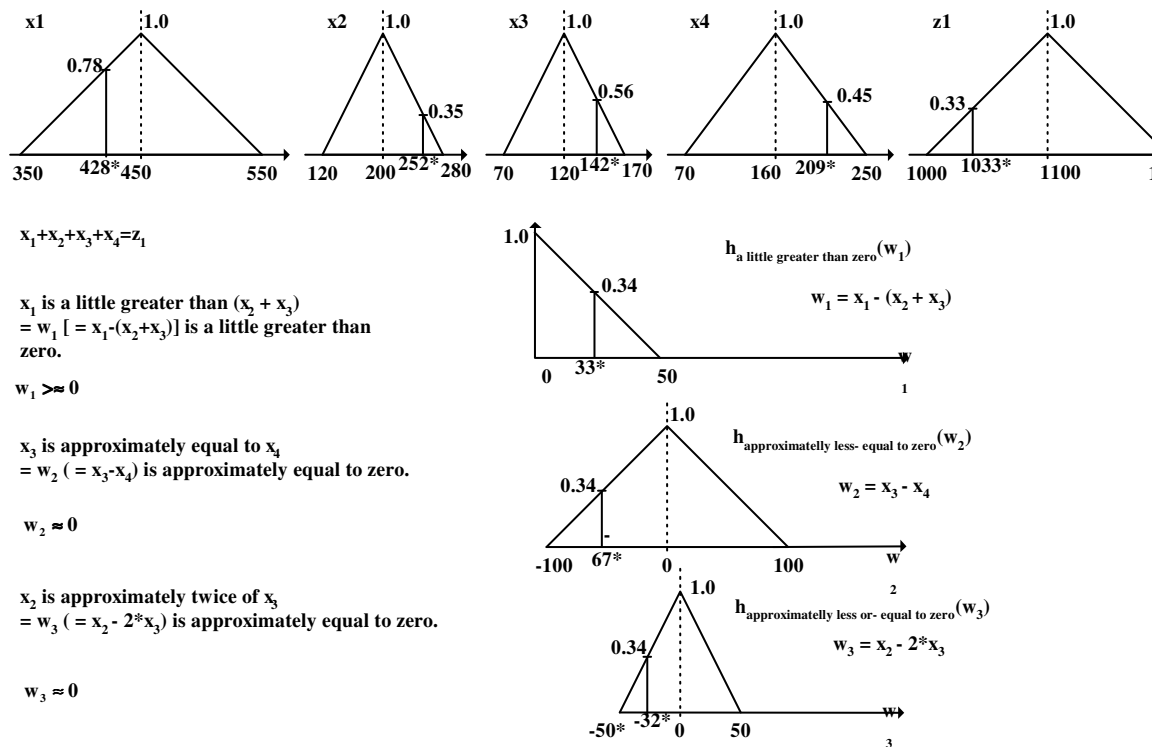 x1 1.0 x2 1.0 x3 1.0 x4 1.0 z1 1.0
0.78 0.35 0.56 0.45 0.33
428* 252* 142* 209* 1033*
350 450 550 120 200 280 70 120 170 70 160 250 1000 1100 1
x1+x2+x3+x4=z1
1.0
h a little greater than zero(w1)
0.34
w1 = x1 - (x2 + x3)
x1 is a little greater than (x2 + x3)
= w1 [ = x1-(x2+x3)] is a little greater than
zero.
33*
0 50 w
1
w1 >≈ 0
1.0
h approximatelly less- equal to zero(w2)
x3 is approximately equal to x4
= w2 ( = x3-x4) is approximately equal to zero.
0.34
w2 = x3 - x4
w2 ≈ 0
-
67*
-100 0 100 w
2
1.0
h approximatelly less or- equal to zero(w3)
x2 is approximately twice of x3
= w3 ( = x2 - 2*x3) is approximately equal to zero.
0.34
w3 = x2 - 2*x3
w3 ≈ 0
-32*
-50* 0 50 w
3